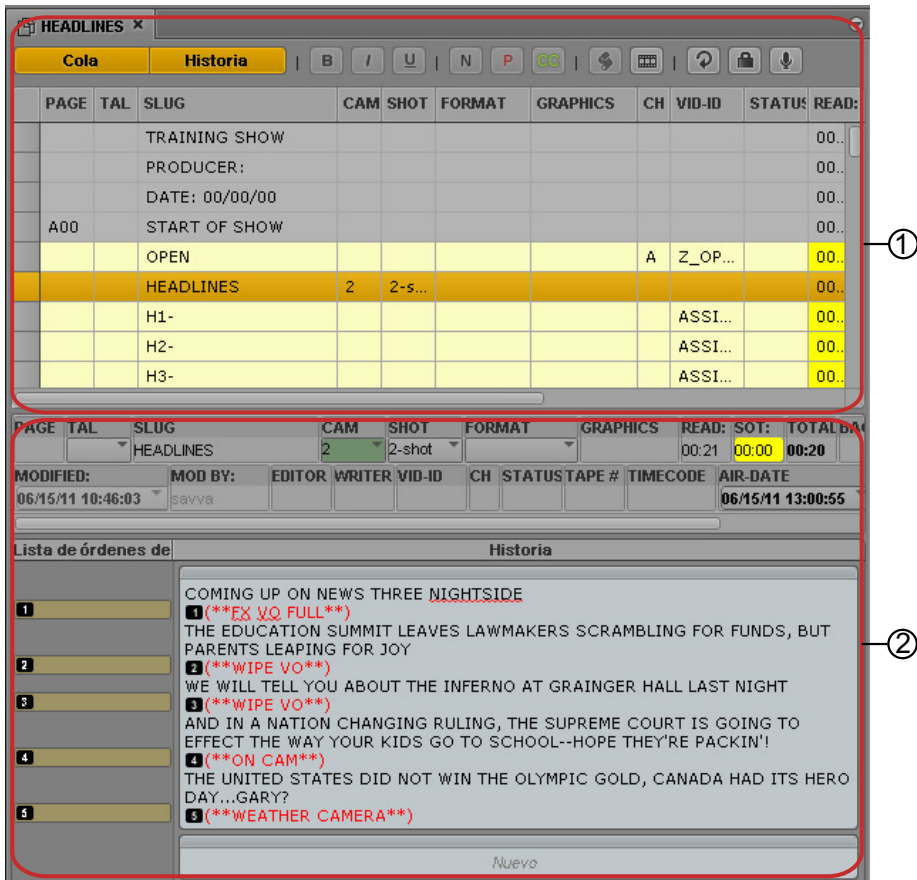 HEADLINES ×
Cola Historia | B I U | N P CC | |
PAGE TAL SLUG CAM SHOT FORMAT GRAPHICS CH VID-ID STATUS READ:
TRAINING SHOW 00..
PRODUCER: 00..
DATE: 00/00/00 00..
A00 START OF SHOW 00..
OPEN A Z_OP... 00..
HEADLINES 2 2-s... 00..
H1- ASSI... 00..
H2- ASSI... 00..
H3- ASSI... 00..
1
PAGE TAL SLUG CAM SHOT FORMAT GRAPHICS READ: SOT: TOTAL
HEADLINES 2 2-shot 00:21 00:00 00:20
MODIFIED: MOD BY: EDITOR WRITER VID-ID CH STATUS TAPE # TIMECODE AIR-DATE
06/15/11 10:46:03 savva 06/15/11 13:00:55
Lista de órdenes de Historia
COMING UP ON NEWS THREE NIGHTSIDE
1 1(**FX VO FULL**)
THE EDUCATION SUMMIT LEAVES LAWMAKERS SCRAMBLING FOR FUNDS, BUT
PARENTS LEAPING FOR JOY
2 2(**WIPE VO**)
WE WILL TELL YOU ABOUT THE INFERNO AT GRAINGER HALL LAST NIGHT
3 3(**WIPE VO**)
AND IN A NATION CHANGING RULING, THE SUPREME COURT IS GOING TO
EFFECT THE WAY YOUR KIDS GO TO SCHOOL--HOPE THEY'RE PACKIN'!
4 4(**ON CAM**)
THE UNITED STATES DID NOT WIN THE OLYMPIC GOLD, CANADA HAD ITS HERO
DAY...GARY?
5 5(**WEATHER CAMERA**)
Nuevo
2